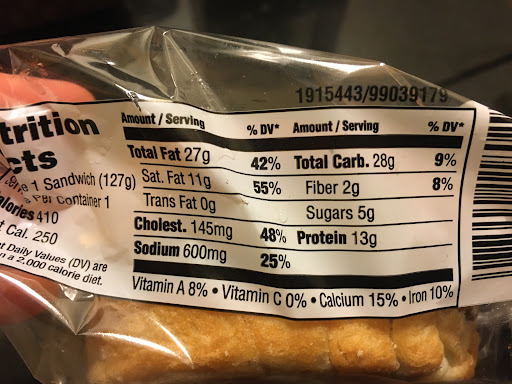 1915443/99039179
trition
cts
1 Sandwich (127g)
Per Container 1
alories 410
t Cal. 250
t Daily Values (DV) are
n a 2,000 calorie diet.
Amount / Serving % DV* Amount / Serving % DV*
Total Fat 27g 42% Total Carb. 28g 9%
Sat. Fat 11g 55% Fiber 2g 8%
Trans Fat 0g Sugars 5g
Cholest. 145mg 48% Protein 13g
Sodium 600mg 25%
Vitamin A 8% • Vitamin C 0% • Calcium 15% • Iron 10%